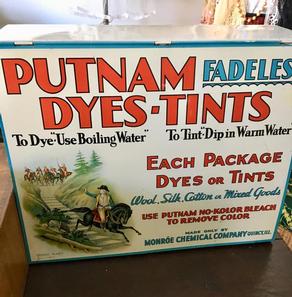 PUTNAM FADELESS
DYES-TINTS
To Dye "Use Boiling Water" To Tint "Dip in Warm Water"
EACH PACKAGE
DYES OR TINTS
Wool, Silk, Cotton or Mixed Goods
USE PUTNAM NO-KOLOR BLEACH
TO REMOVE COLOR
MADE ONLY BY
MONROE CHEMICAL COMPANY QUINCY, ILL.